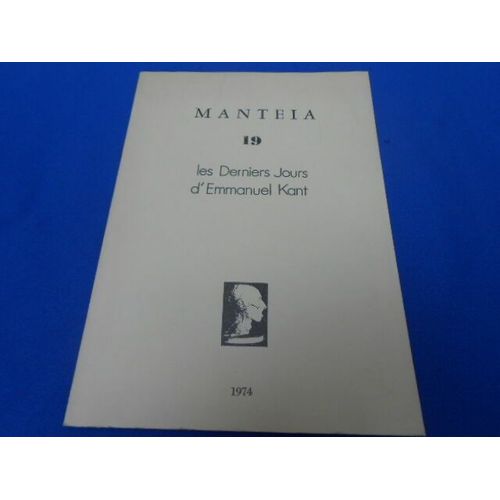 MANTEIA
19
les Derniers Jours
d'Emmanuel Kant
1974